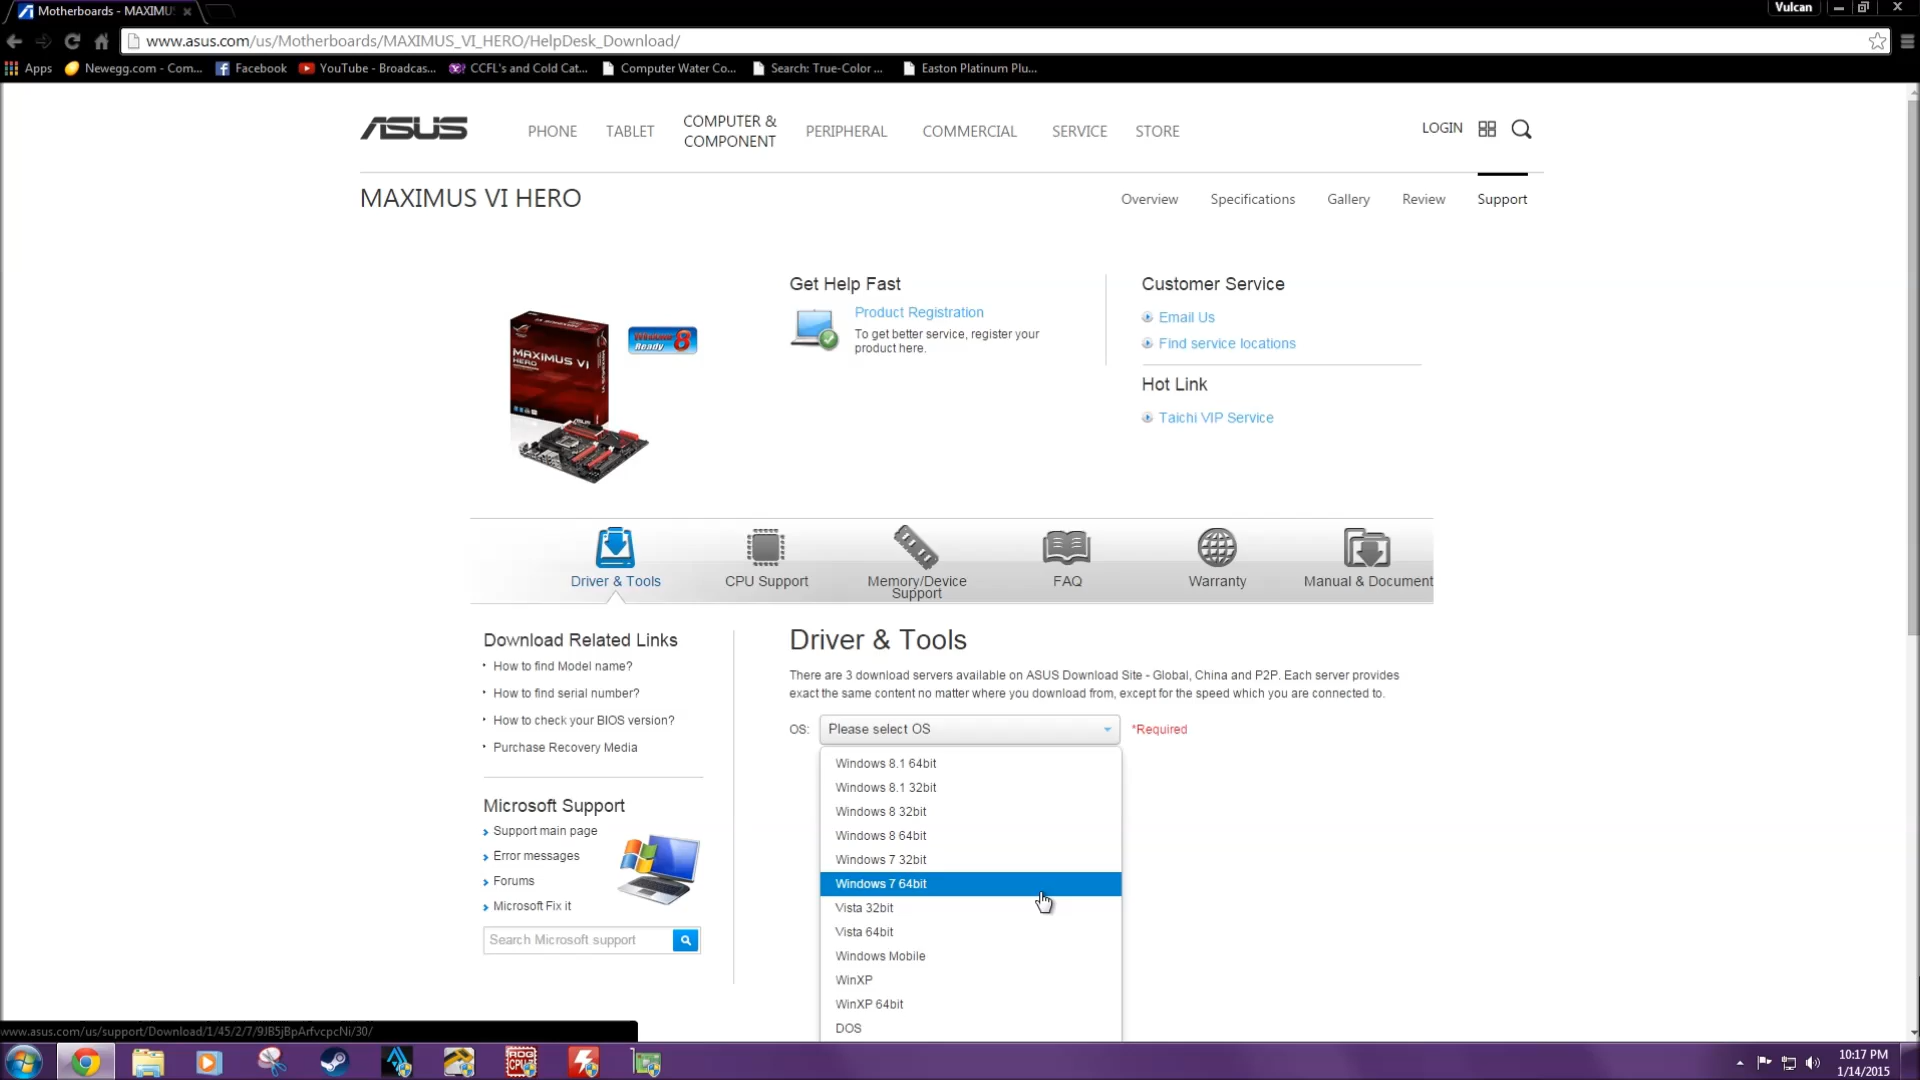 Motherboards - MAXIMU
Vulcan
www.asus.com/us/Motherboards/MAXIMUS_VI_HERO/HelpDesk_Download/
Apps
Newegg.com - Com...
Facebook
YouTube - Broadcas...
CCFL's and Cold Cat...
Computer Water Co...
Search: True-Color ...
Easton Platinum Plu...
ASUS
PHONE
TABLET
COMPUTER &
COMPONENT
PERIPHERAL
COMMERCIAL
SERVICE
STORE
LOGIN
MAXIMUS VI HERO
Overview
Specifications
Gallery
Review
Support
MAXIMUS VI
HERO
Windows 8
Ready
Get Help Fast
Product Registration
To get better service, register your
product here.
Customer Service
Email Us
Find service locations
Hot Link
Taichi VIP Service
Driver & Tools
CPU Support
Memory/Device
Support
FAQ
Warranty
Manual & Document
Download Related Links
How to find Model name?
How to find serial number?
How to check your BIOS version?
Purchase Recovery Media
Microsoft Support
Support main page
Error messages
Forums
Microsoft Fix it
Search Microsoft support
Driver & Tools
There are 3 download servers available on ASUS Download Site - Global, China and P2P. Each server provides
exact the same content no matter where you download from, except for the speed which you are connected to.
OS:
Please select OS
*Required
Windows 8.1 64bit
Windows 8.1 32bit
Windows 8 32bit
Windows 8 64bit
Windows 7 32bit
Windows 7 64bit
Vista 32bit
Vista 64bit
Windows Mobile
WinXP
WinXP 64bit
DOS
www.asus.com/us/support/Download/1/45/2/7/9JB5jBpArfvcpcNi/30/
ROG
CPU-Z
10:17 PM
1/14/2015